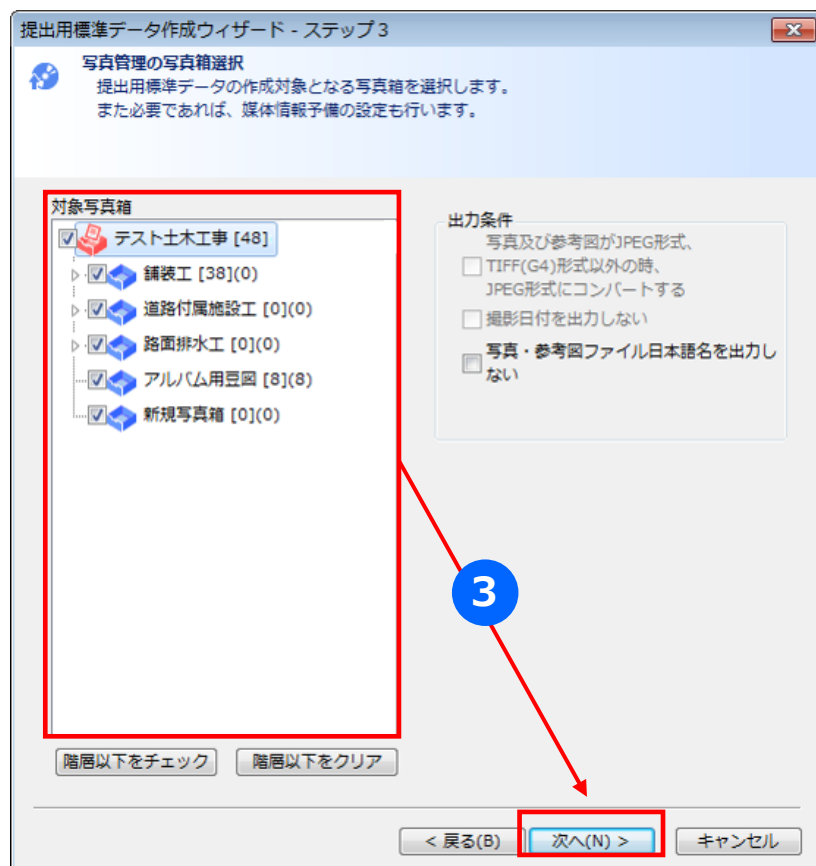 提出用標準データ作成ウィザード - ステップ3
写真管理の写真箱選択
提出用標準データの作成対象となる写真箱を選択します。
また必要であれば、媒体情報予備の設定も行います。
対象写真箱
テスト土木工事 [48]
舗装工 [38](0)
道路付属施設工 [0](0)
路面排水工 [0](0)
アルバム用豆図 [8](8)
新規写真箱 [0](0)
出力条件
写真及び参考図がJPEG形式、
TIFF(G4)形式以外の時、
JPEG形式にコンバートする
撮影日付を出力しない
写真・参考図ファイル日本語名を出力し
ない
3
階層以下をチェック
階層以下をクリア
< 戻る(B)
次へ(N) >
キャンセル